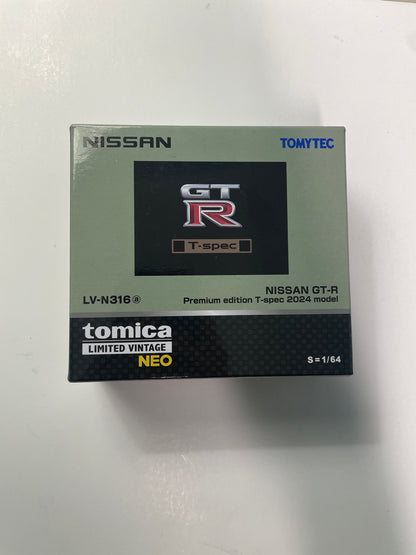 NISSAN
TOMYTEC
GT
R
T-spec
NISSAN GT-R
LV-N316 ⓐ
Premium edition T-spec 2024 model
tomica
LIMITED VINTAGE
NEO
S=1/64